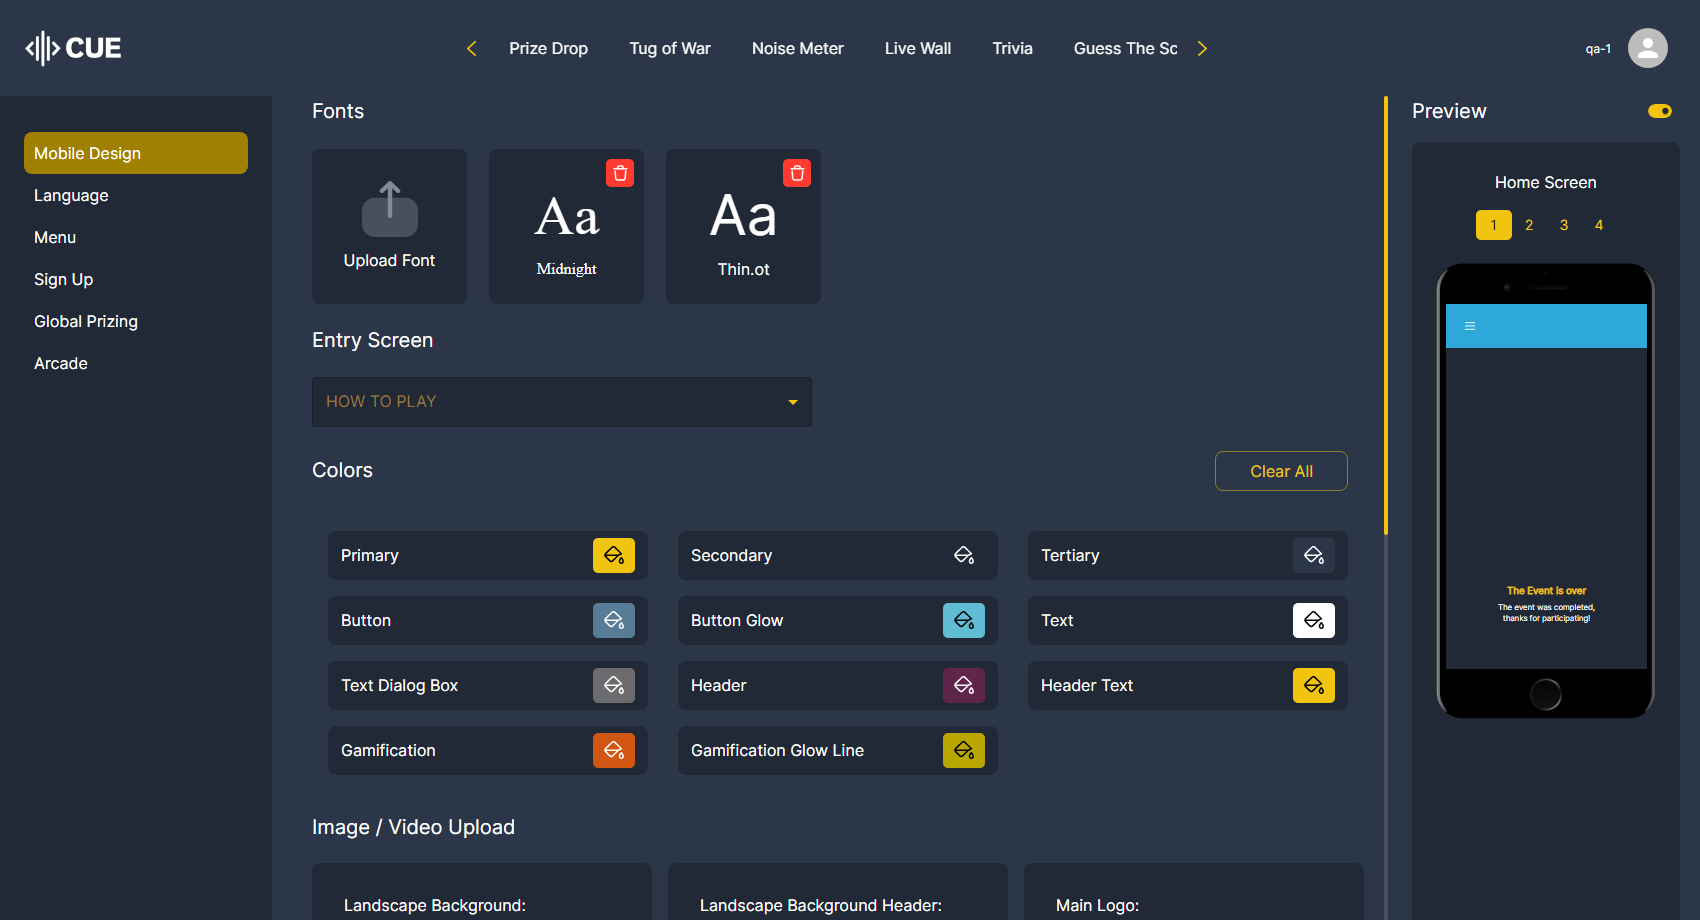 CUE
Prize Drop
Tug of War
Noise Meter
Live Wall
Trivia
Guess The Sc
qa-1
Mobile Design
Language
Menu
Sign Up
Global Prizing
Arcade
Fonts
Upload Font
Aa
Midnight
Aa
Thin.ot
Entry Screen
HOW TO PLAY
Colors
Clear All
Primary
Secondary
Tertiary
Button
Button Glow
Text
Text Dialog Box
Header
Header Text
Gamification
Gamification Glow Line
Image / Video Upload
Landscape Background:
Landscape Background Header:
Main Logo:
Preview
Home Screen
1 2 3 4
The Event is over
The event was completed,
thanks for participating!